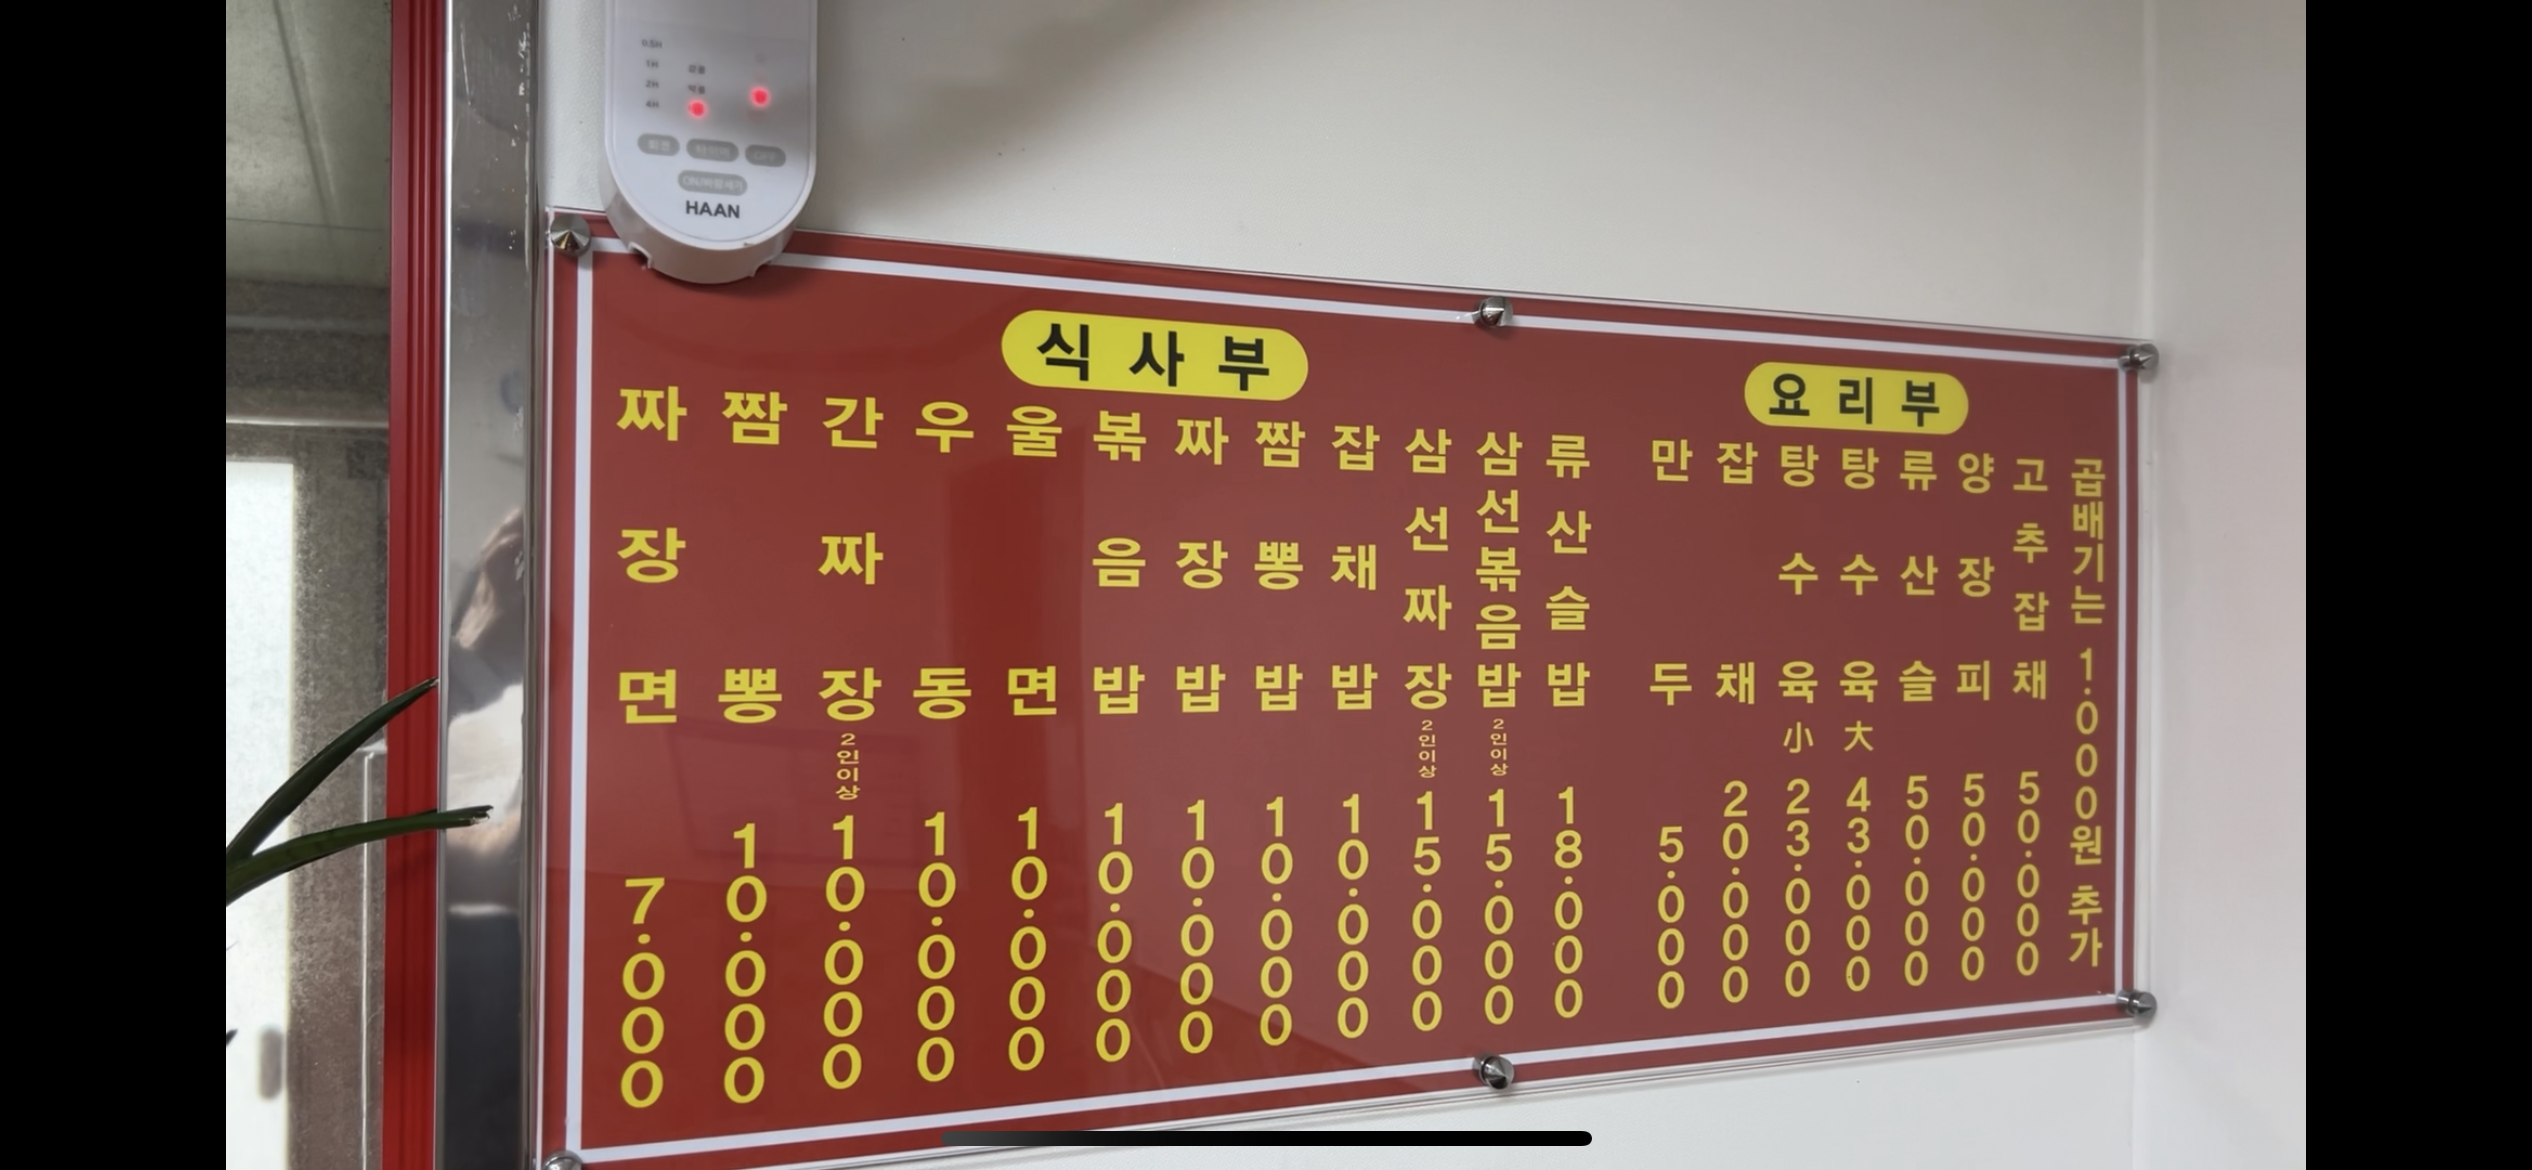 0.5H
1H
2H
4H
OFF
HAAN
식사부
짜장면 7.000
짬뽕 10.000
간짜장 2인이상 10.000
우동 10.000
울면 10.000
볶음밥 10.000
짜장밥 10.000
짬뽕밥 10.000
잡채밥 10.000
삼선짜장 2인이상 15.000
삼선볶음밥 2인이상 15.000
류산슬밥 18.000
요리부
만두 5.000
잡채 20.000
탕수육 小 23.000
탕수육 大 43.000
류산슬 50.000
양장피 50.000
고추잡채 50.000
곱배기는 1.000원 추가